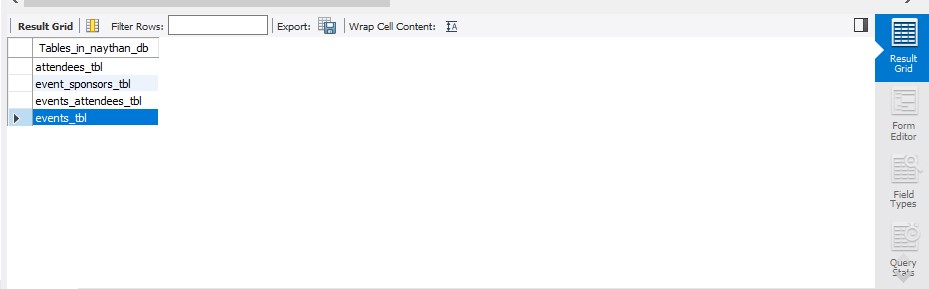 Result Grid Filter Rows: Export: Wrap Cell Content: IA
Tables_in_naythan_db
attendees_tbl
event_sponsors_tbl
events_attendees_tbl
events_tbl
Result
Grid
Form
Editor
Field
Types
Query
Stats